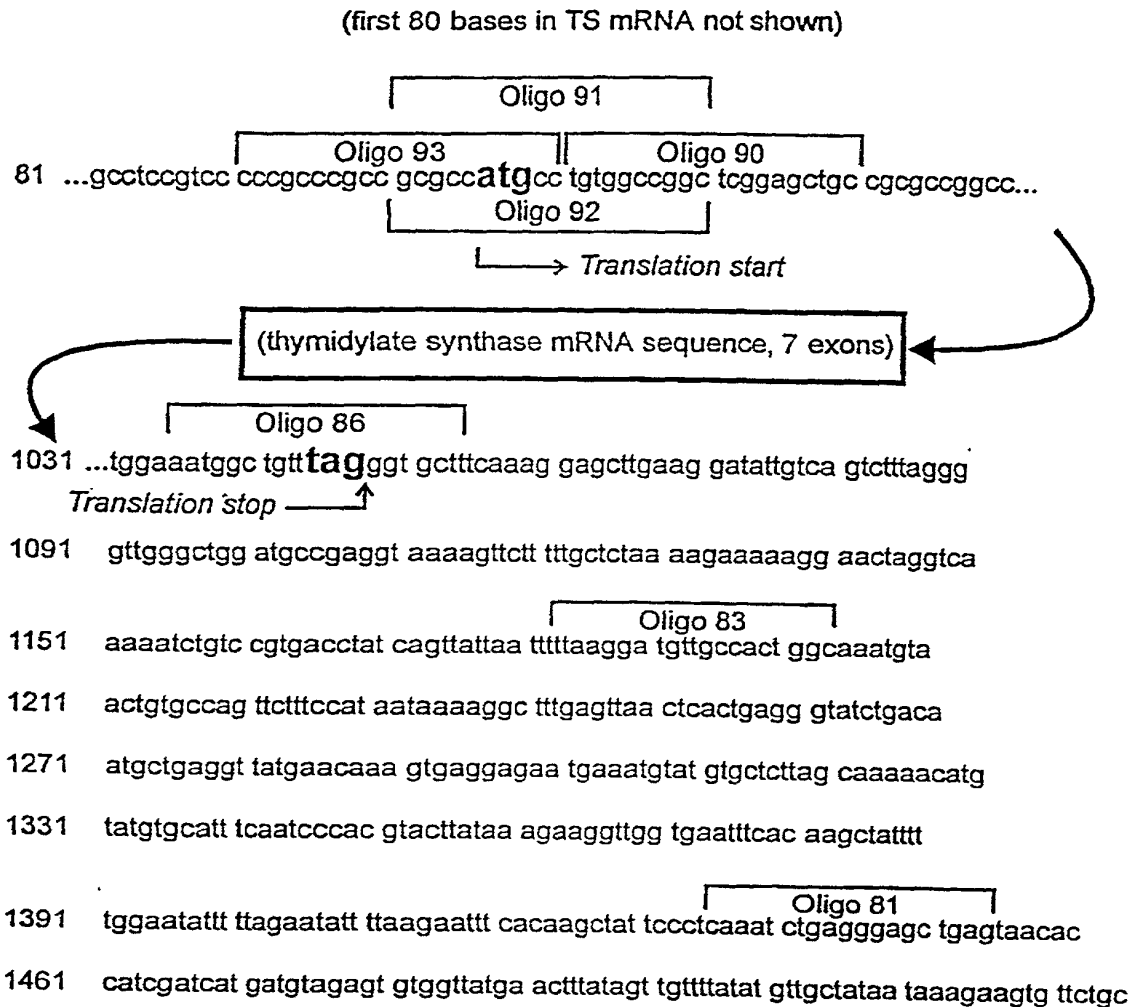 (first 80 bases in TS mRNA not shown)
Oligo 91
Oligo 93 Oligo 90
81 ...gcctccgtcc cccgcccgcc gcgccatgcc tgtggccggc tcggagctgc cgcgccggcc...
Oligo 92
Translation start
(thymidylate synthase mRNA sequence, 7 exons)
Oligo 86
1031 ...tggaaatggc tgttttagggt gctttcaaag gagcttgaag gatattgtca gtctttaggg
Translation stop
1091 gttgggctgg atgccgaggt aaaagttctt tttgctctaa aagaaaaagg aactaggtca
Oligo 83
1151 aaaatctgtc cgtgacctat cagttattaa tttttaagga tgttgccact ggcaaatgta
1211 actgtgccag ttctttccat aataaaaggc tttgagttaa ctcactgagg gtatctgaca
1271 atgctgaggt tatgaacaaa gtgaggagaa tgaaatgtat gtgctcttag caaaaacatg
1331 tatgtgcatt tcaatcccac gtacttataa agaaggttgg tgaatttcac aagctatttt
Oligo 81
1391 tggaatattt ttagaatatt ttaagaattt cacaagctat tccctcaaat ctgagggagc tgagtaacac
1461 catcgatcat gatgtagagt gtggttatga actttatagt tgttttatat gttgctataa taaagaagtg ttctgc